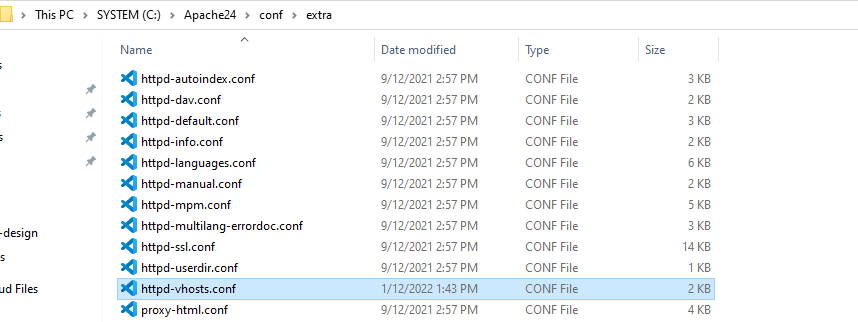 This PC > SYSTEM (C:) > Apache24 > conf > extra
Name Date modified Type Size
httpd-autoindex.conf 9/12/2021 2:57 PM CONF File 3 KB
httpd-dav.conf 9/12/2021 2:57 PM CONF File 2 KB
httpd-default.conf 9/12/2021 2:57 PM CONF File 3 KB
httpd-info.conf 9/12/2021 2:57 PM CONF File 2 KB
httpd-languages.conf 9/12/2021 2:57 PM CONF File 6 KB
httpd-manual.conf 9/12/2021 2:57 PM CONF File 2 KB
httpd-mpm.conf 9/12/2021 2:57 PM CONF File 5 KB
httpd-multilang-errordoc.conf 9/12/2021 2:57 PM CONF File 3 KB
-design
httpd-ssl.conf 9/12/2021 2:57 PM CONF File 14 KB
httpd-userdir.conf 9/12/2021 2:57 PM CONF File 1 KB
ud Files
httpd-vhosts.conf 1/12/2022 1:43 PM CONF File 2 KB
proxy-html.conf 9/12/2021 2:57 PM CONF File 4 KB